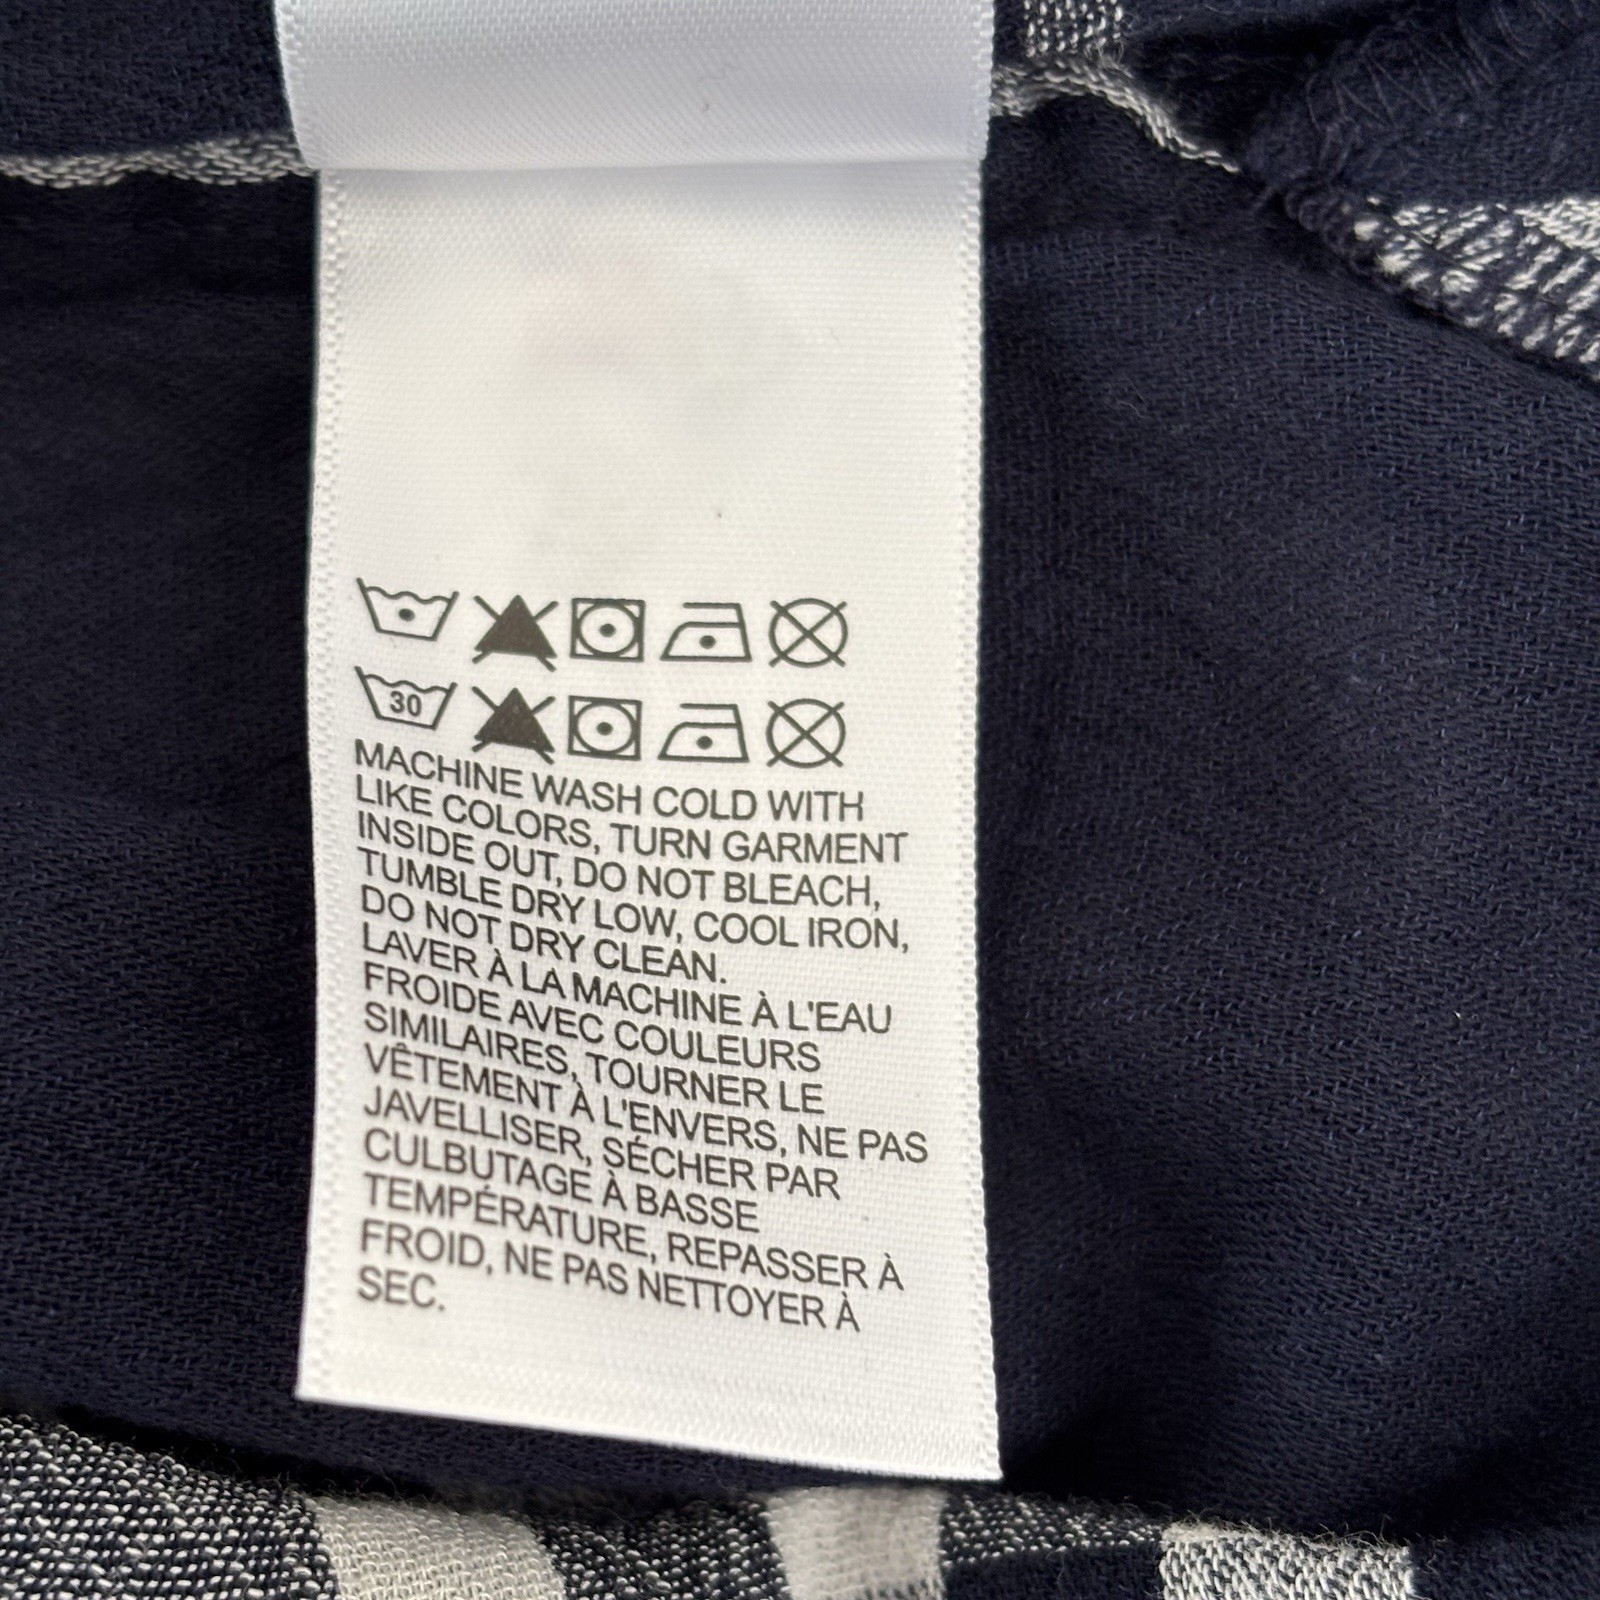 30
MACHINE WASH COLD WITH
LIKE COLORS, TURN GARMENT
INSIDE OUT, DO NOT BLEACH,
TUMBLE DRY LOW, COOL IRON,
DO NOT DRY CLEAN.
LAVER À LA MACHINE À L'EAU
FROIDE AVEC COULEURS
SIMILAIRES, TOURNER LE
VÊTEMENT À L'ENVERS, NE PAS
JAVELLISER, SÉCHER PAR
CULBUTAGE À BASSE
TEMPÉRATURE, REPASSER À
FROID, NE PAS NETTOYER À
SEC.